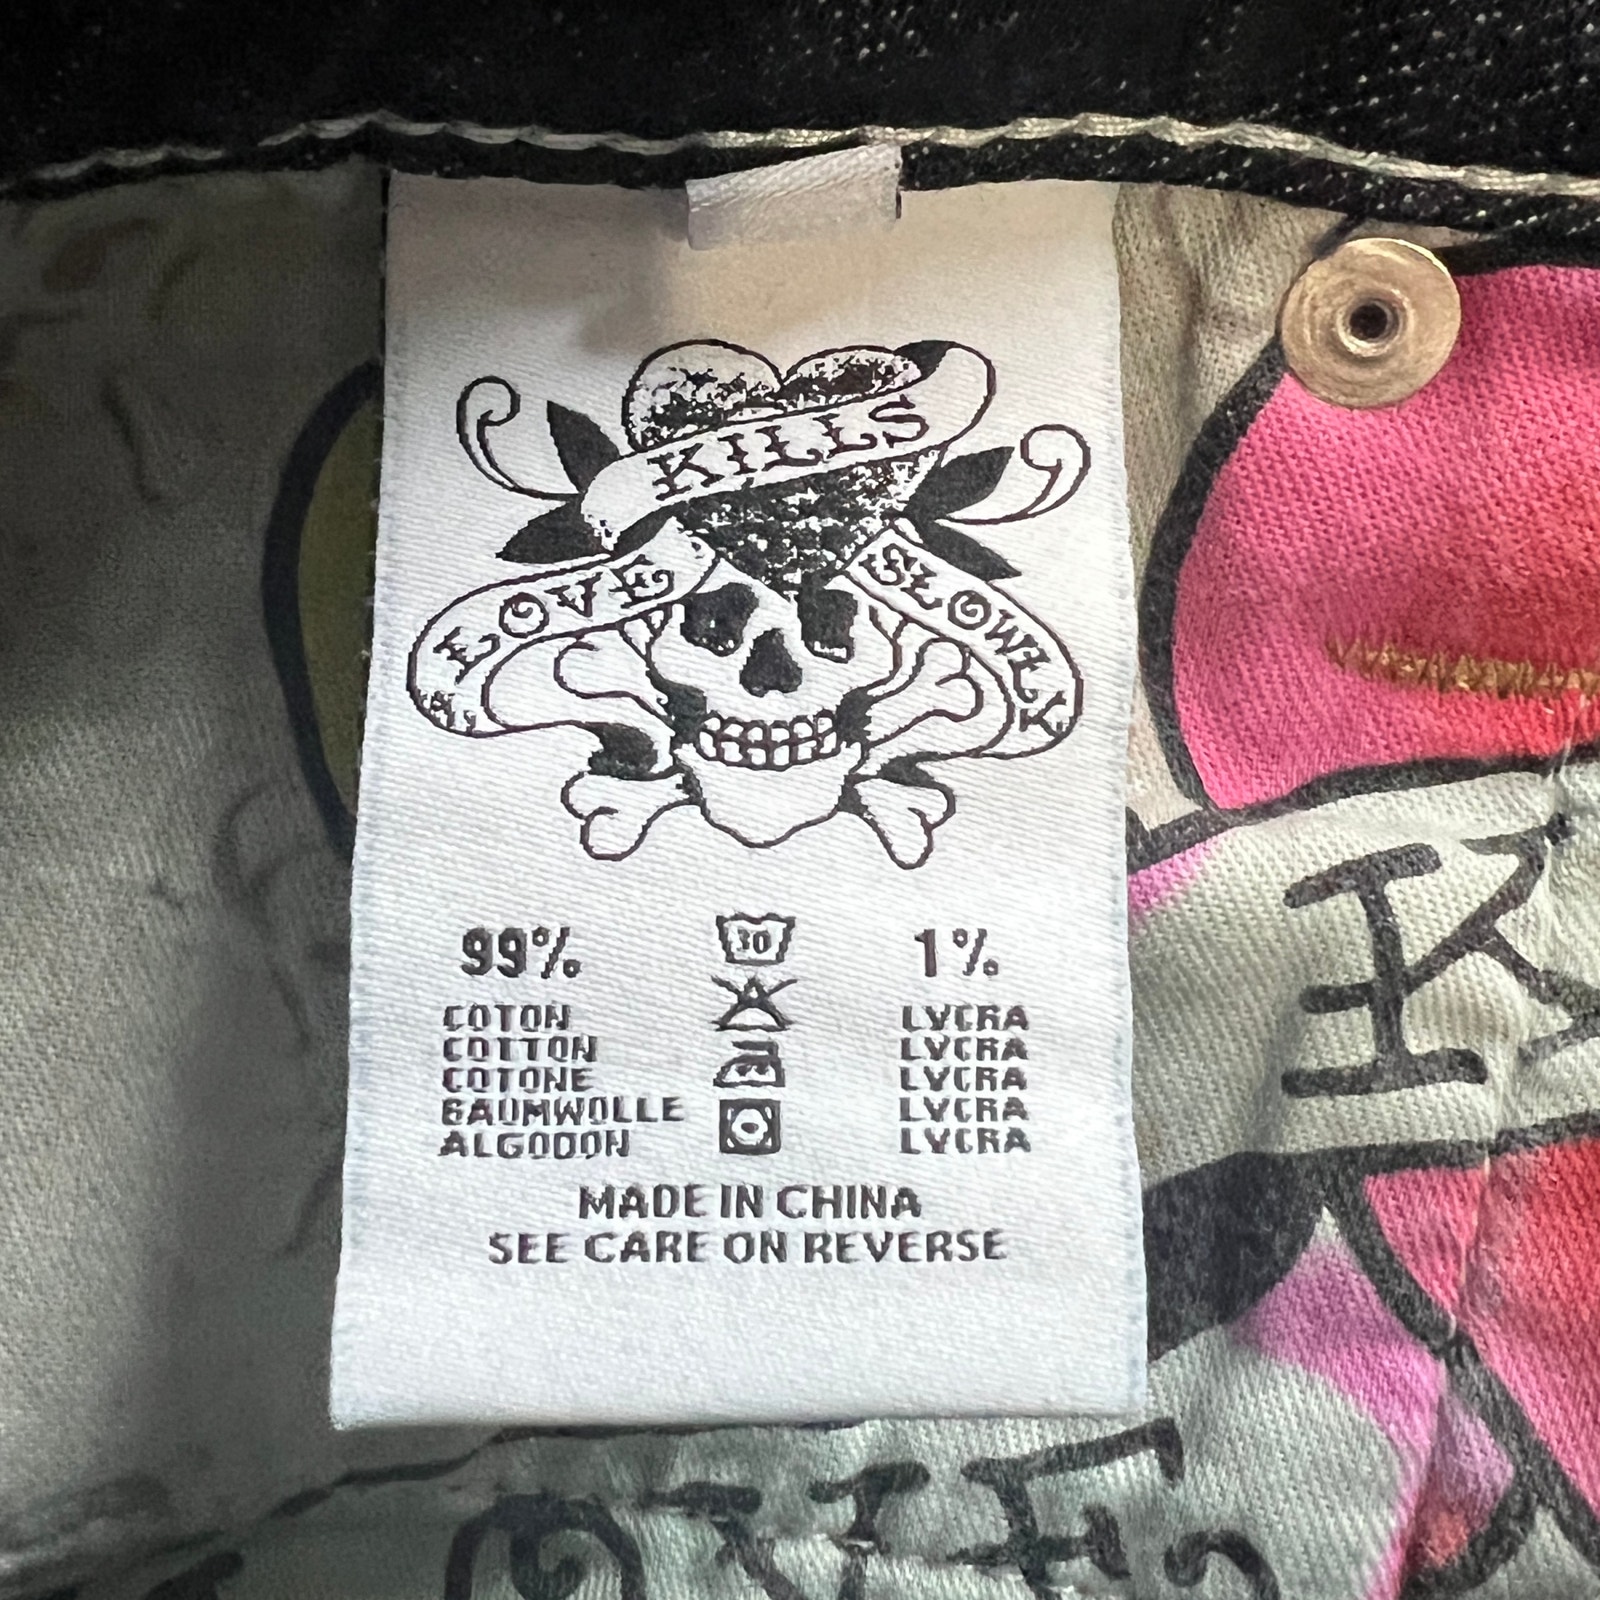 KILLS
LOVE
SLOWLY
99%
30
1%
COTON
LYCRA
COTTON
LYCRA
COTONE
LYCRA
BAUMWOLLE
LYCRA
ALGODON
LYCRA
MADE IN CHINA
SEE CARE ON REVERSE